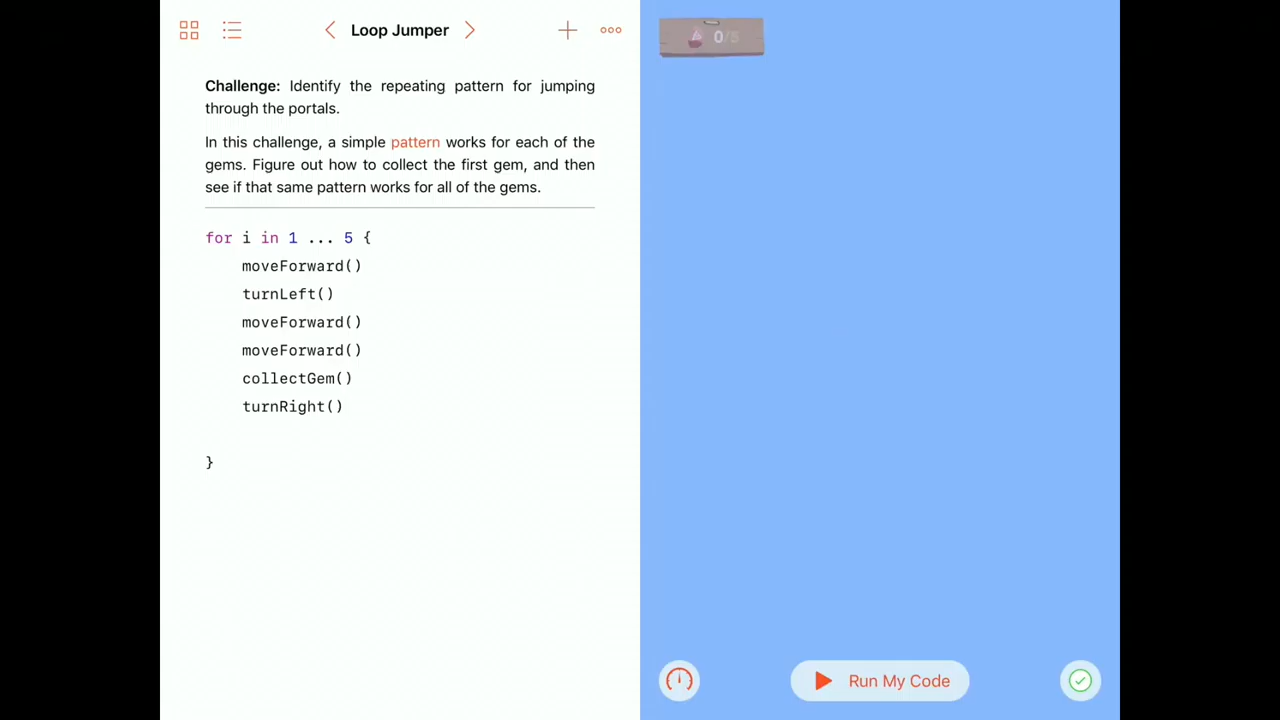 Loop Jumper
0/5
Challenge: Identify the repeating pattern for jumping
through the portals.
In this challenge, a simple pattern works for each of the
gems. Figure out how to collect the first gem, and then
see if that same pattern works for all of the gems.
for i in 1 ... 5 {
moveForward()
turnLeft()
moveForward()
moveForward()
collectGem()
turnRight()
}
Run My Code